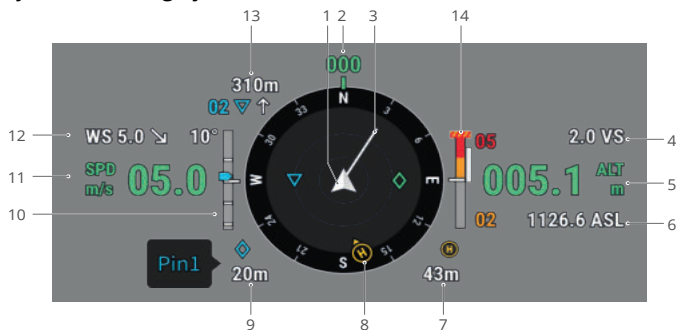 13 1 2 3 14
000
310m
02
N 3 6 E 12 15 S 21 24 W 30 33
12 WS 5.0 10° 05 2.0 VS 4
11 SPD m/s 05.0 005.1 ALT m 5
10 02 1126.6 ASL 6
H H
Pin1 20m 43m
9 8 7